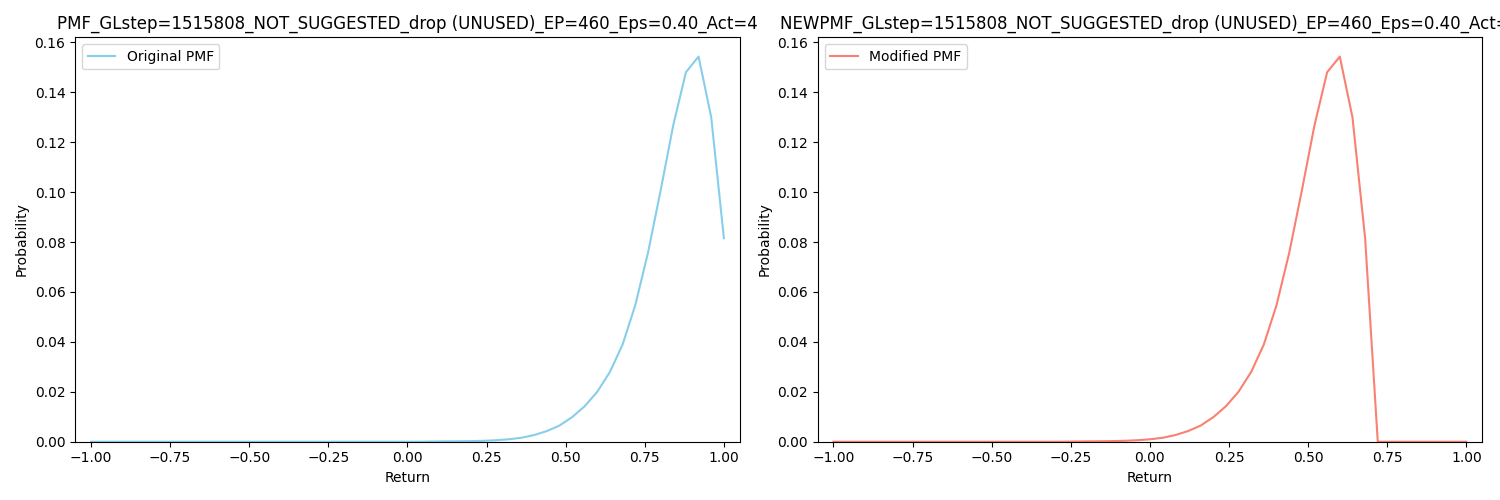 PMF_GLstep=1515808_NOT_SUGGESTED_drop (UNUSED)_EP=460_Eps=0.40_Act=4
Original PMF
0.16
0.14
0.12
0.10
0.08
0.06
0.04
0.02
0.00
Probability
−1.00 −0.75 −0.50 −0.25 0.00 0.25 0.50 0.75 1.00
Return
NEWPMF_GLstep=1515808_NOT_SUGGESTED_drop (UNUSED)_EP=460_Eps=0.40_Act=
Modified PMF
0.16
0.14
0.12
0.10
0.08
0.06
0.04
0.02
0.00
Probability
−1.00 −0.75 −0.50 −0.25 0.00 0.25 0.50 0.75 1.00
Return